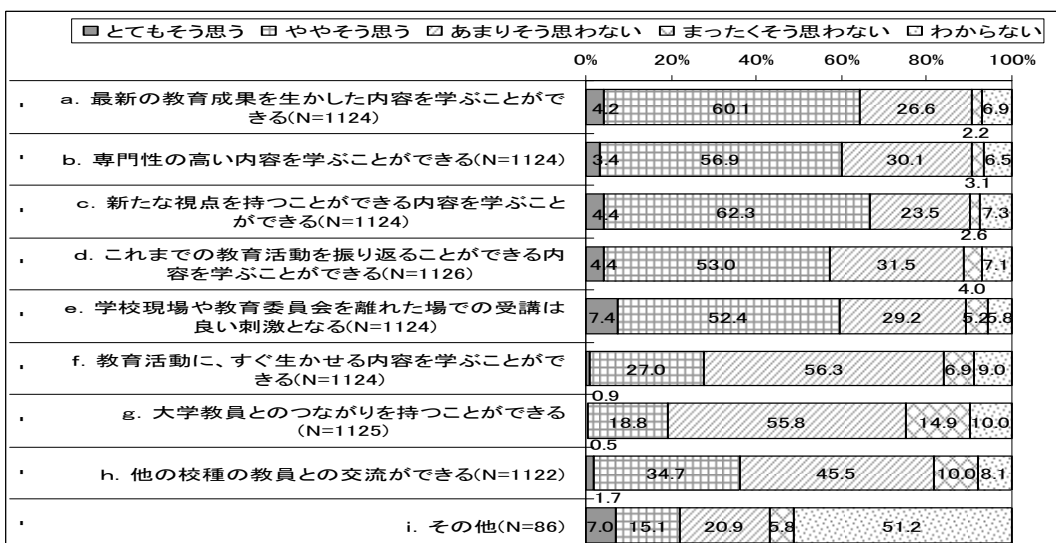 とてもそう思う ややそう思う あまりそう思わない まったくそう思わない わからない
0% 20% 40% 60% 80% 100%
a. 最新の教育成果を生かした内容を学ぶことがで
きる(N=1124)
4.2 60.1 26.6 2.2 6.9
b. 専門性の高い内容を学ぶことができる(N=1124)
3.4 56.9 30.1 3.1 6.5
c. 新たな視点を持つことができる内容を学ぶこと
ができる(N=1124)
4.4 62.3 23.5 2.6 7.3
d. これまでの教育活動を振り返ることができる内
容を学ぶことができる(N=1126)
4.4 53.0 31.5 4.0 7.1
e. 学校現場や教育委員会を離れた場での受講は
良い刺激となる(N=1124)
7.4 52.4 29.2 5.2 5.8
f. 教育活動に、すぐ生かせる内容を学ぶことがで
きる(N=1124)
0.9 27.0 56.3 6.9 9.0
g. 大学教員とのつながりを持つことができる
(N=1125)
0.5 18.8 55.8 14.9 10.0
h. 他の校種の教員との交流ができる(N=1122)
1.7 34.7 45.5 10.0 8.1
i. その他(N=86)
7.0 15.1 20.9 5.8 51.2